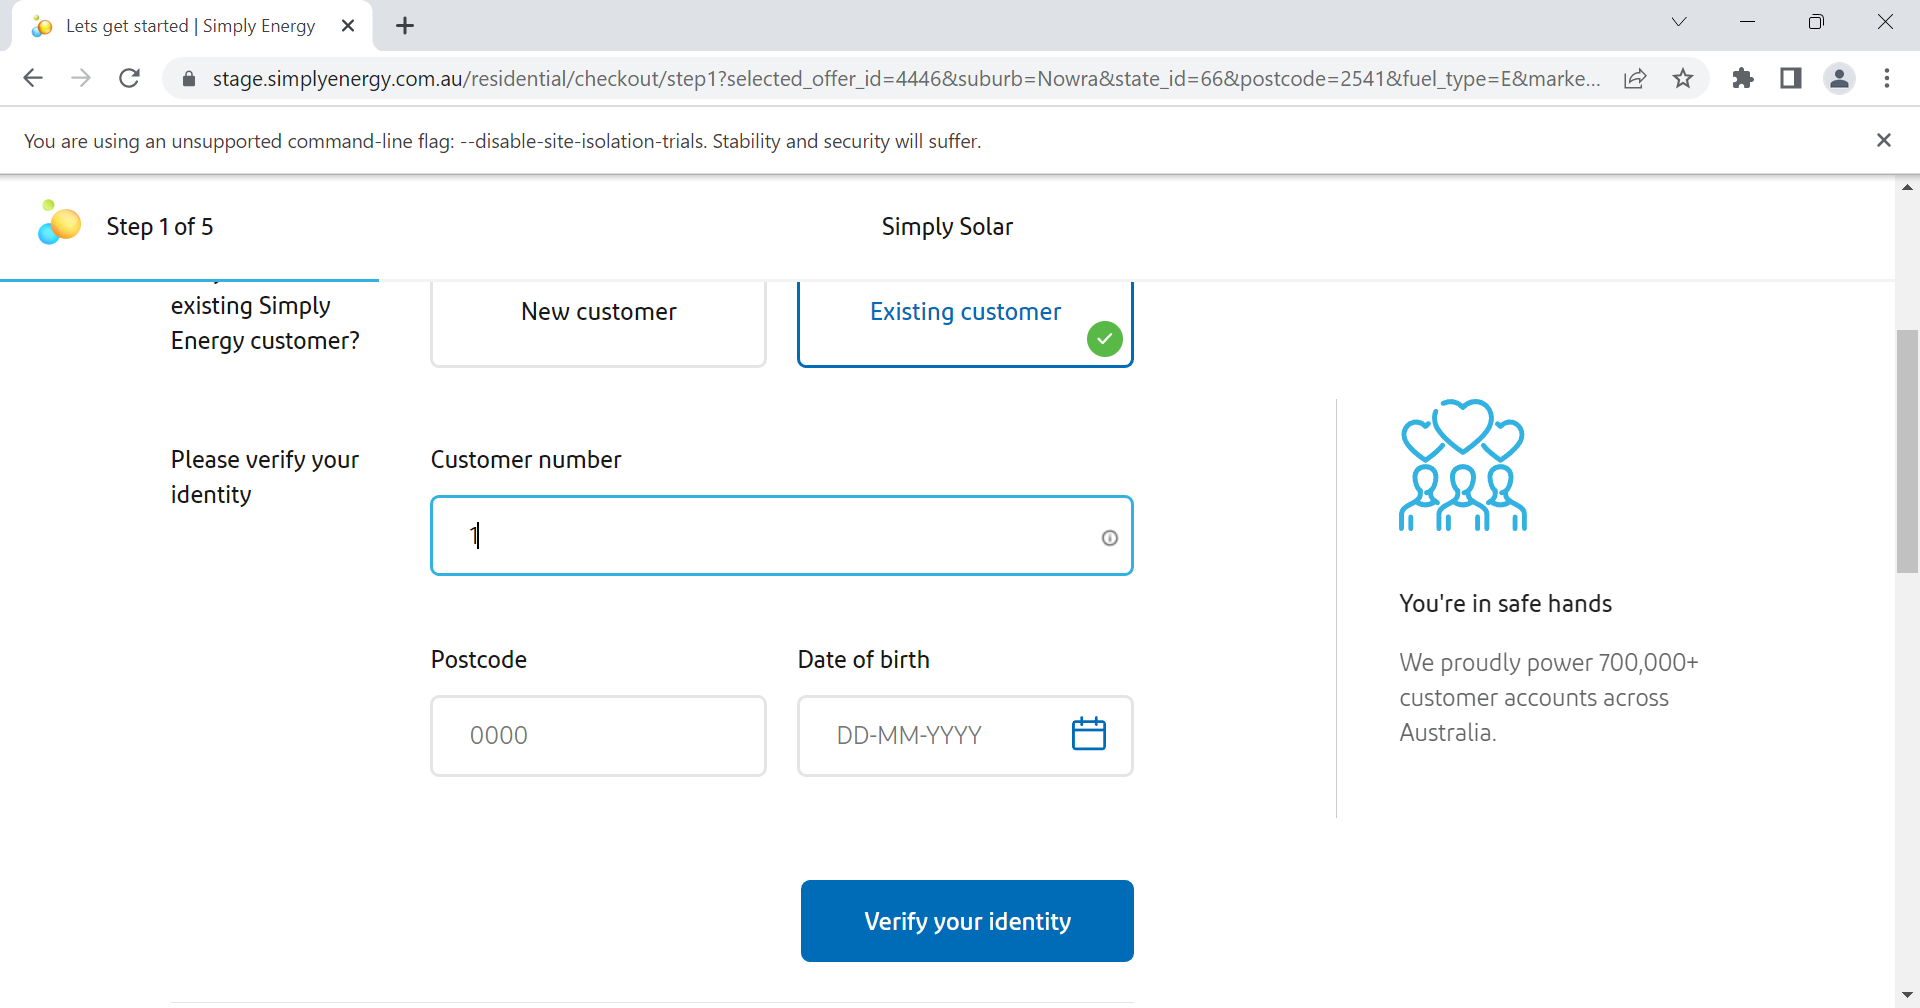 Lets get started | Simply Energy
stage.simplyenergy.com.au/residential/checkout/step1?selected_offer_id=4446&suburb=Nowra&state_id=66&postcode=2541&fuel_type=E&marke...
You are using an unsupported command-line flag: --disable-site-isolation-trials. Stability and security will suffer.
Step 1 of 5
Simply Solar
existing Simply
Energy customer?
New customer
Existing customer
Please verify your
identity
Customer number
1
Postcode
Date of birth
0000
DD-MM-YYYY
Verify your identity
You're in safe hands
We proudly power 700,000+
customer accounts across
Australia.